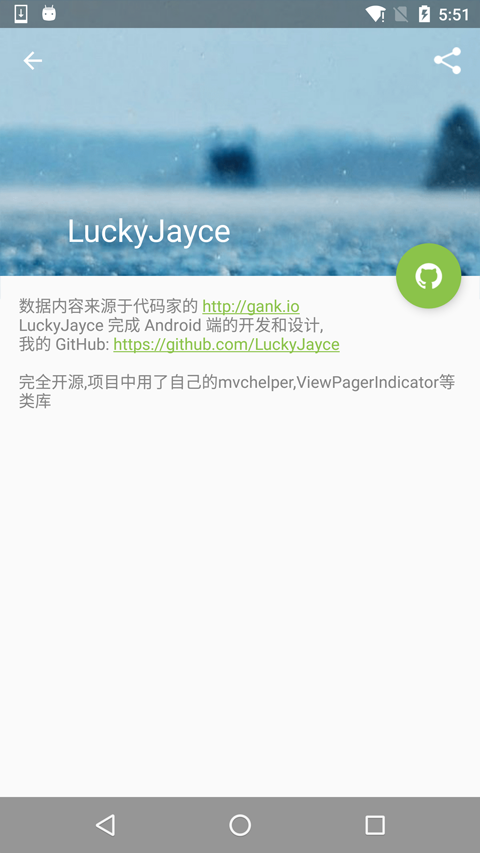 5:51
LuckyJayce
数据内容来源于代码家的 http://gank.io
LuckyJayce 完成 Android 端的开发和设计,
我的 GitHub: https://github.com/LuckyJayce
完全开源,项目中用了自己的mvchelper,ViewPagerIndicator等
类库